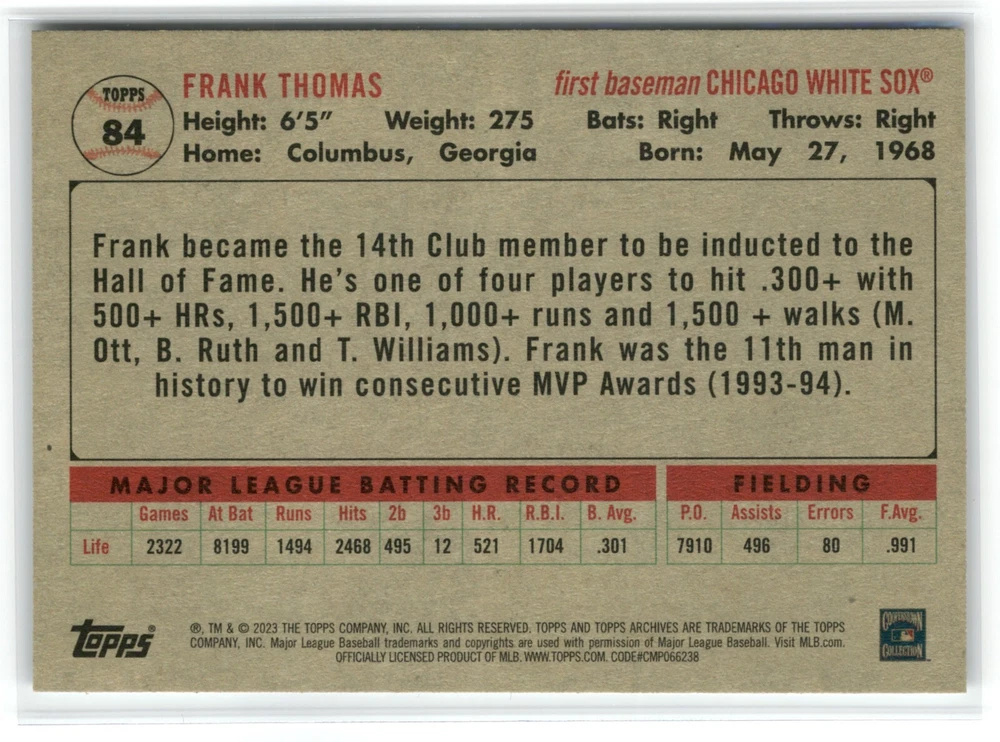 TOPPS
84
FRANK THOMAS first baseman CHICAGO WHITE SOX®
Height: 6'5" Weight: 275 Bats: Right Throws: Right
Home: Columbus, Georgia Born: May 27, 1968
Frank became the 14th Club member to be inducted to the
Hall of Fame. He's one of four players to hit .300+ with
500+ HRs, 1,500+ RBI, 1,000+ runs and 1,500 + walks (M.
Ott, B. Ruth and T. Williams). Frank was the 11th man in
history to win consecutive MVP Awards (1993-94).
MAJOR LEAGUE BATTING RECORD FIELDING
Games At Bat Runs Hits 2b 3b H.R. R.B.I. B. Avg. P.O. Assists Errors F.Avg.
Life 2322 8199 1494 2468 495 12 521 1704 .301 7910 496 80 .991
topps®
®, TM & © 2023 THE TOPPS COMPANY, INC. ALL RIGHTS RESERVED. TOPPS AND TOPPS ARCHIVES ARE TRADEMARKS OF THE TOPPS
COMPANY, INC. Major League Baseball trademarks and copyrights are used with permission of Major League Baseball. Visit MLB.com.
OFFICIALLY LICENSED PRODUCT OF MLB. WWW.TOPPS.COM. CODE#CMP066238
COOPERSTOWN
COLLECTION